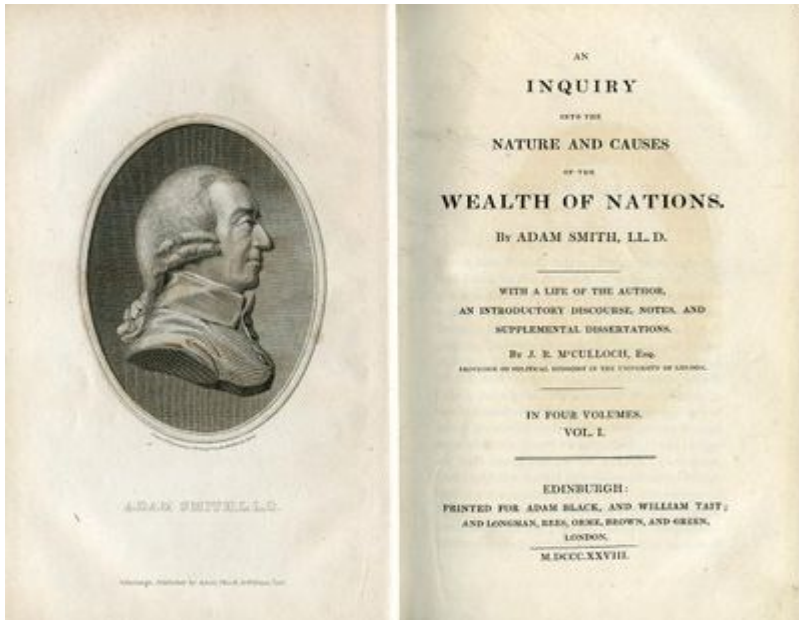 ADAM SMITH, LL.D.
AN
INQUIRY
INTO THE
NATURE AND CAUSES
OF THE
WEALTH OF NATIONS.
By ADAM SMITH, LL. D.
WITH A LIFE OF THE AUTHOR,
AN INTRODUCTORY DISCOURSE, NOTES, AND
SUPPLEMENTAL DISSERTATIONS.
By J. R. M‘CULLOCH, Esq.
PROFESSOR OF POLITICAL ECONOMY IN THE UNIVERSITY OF LONDON.
IN FOUR VOLUMES.
VOL. I.
EDINBURGH:
PRINTED FOR ADAM BLACK, AND WILLIAM TAIT;
AND LONGMAN, REES, ORME, BROWN, AND GREEN,
LONDON.
M.DCCC.XXVIII.